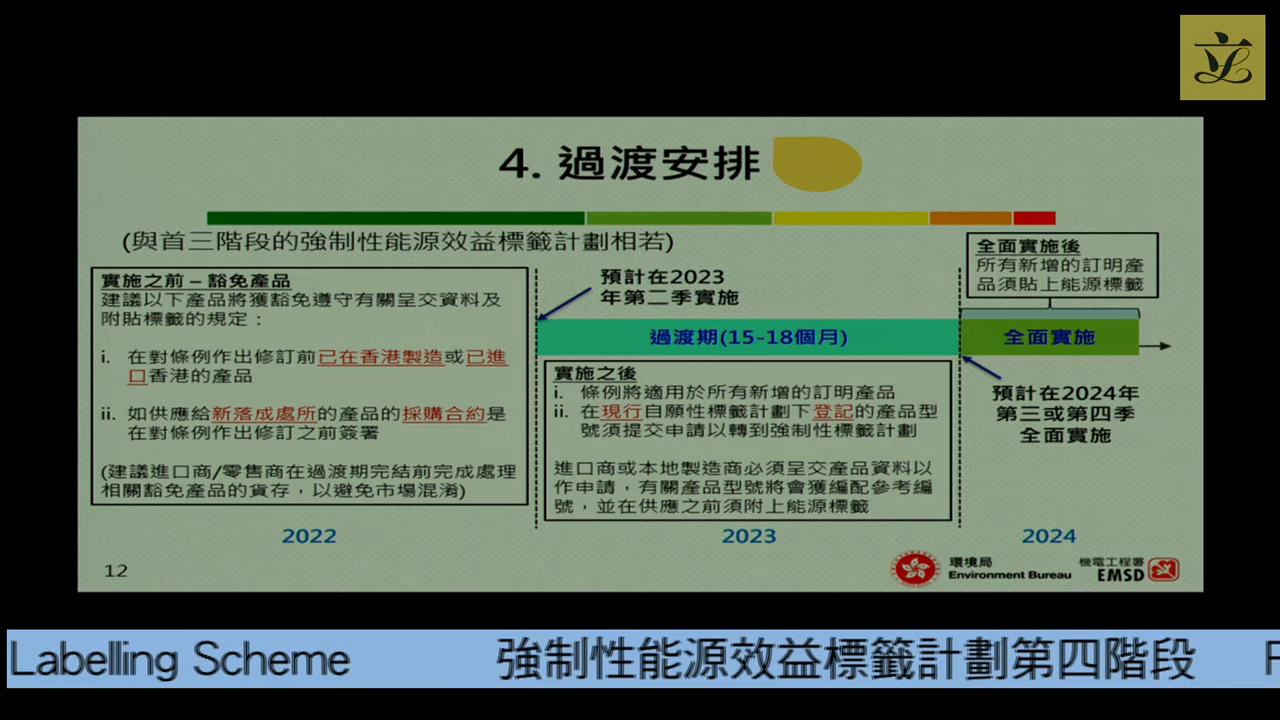 4. 過渡安排
(與首三階段的強制性能源效益標籤計劃相若)
實施之前 – 豁免產品
建議以下產品將獲豁免遵守有關呈交資料及
附貼標籤的規定：
i. 在對條例作出修訂前已在香港製造或已進
口香港的產品
ii. 如供應給新落成處所的產品的採購合約是
在對條例作出修訂之前簽署
(建議進口商/零售商在過渡期完結前完成處理
相關豁免產品的貨存，以避免市場混淆)
2022
預計在2023
年第二季實施
過渡期(15-18個月)
實施之後
i. 條例將適用於所有新增的訂明產品
ii. 在現行自願性標籤計劃下登記的產品型
號須提交申請以轉到強制性標籤計劃
進口商或本地製造商必須呈交產品資料以
作申請，有關產品型號將會獲編配參考編
號，並在供應之前須附上能源標籤
2023
全面實施後
所有新增的訂明產
品須貼上能源標籤
全面實施
預計在2024年
第三或第四季
全面實施
2024
12
環境局
Environment Bureau
機電工程署
EMSD
Labelling Scheme 強制性能源效益標籤計劃第四階段